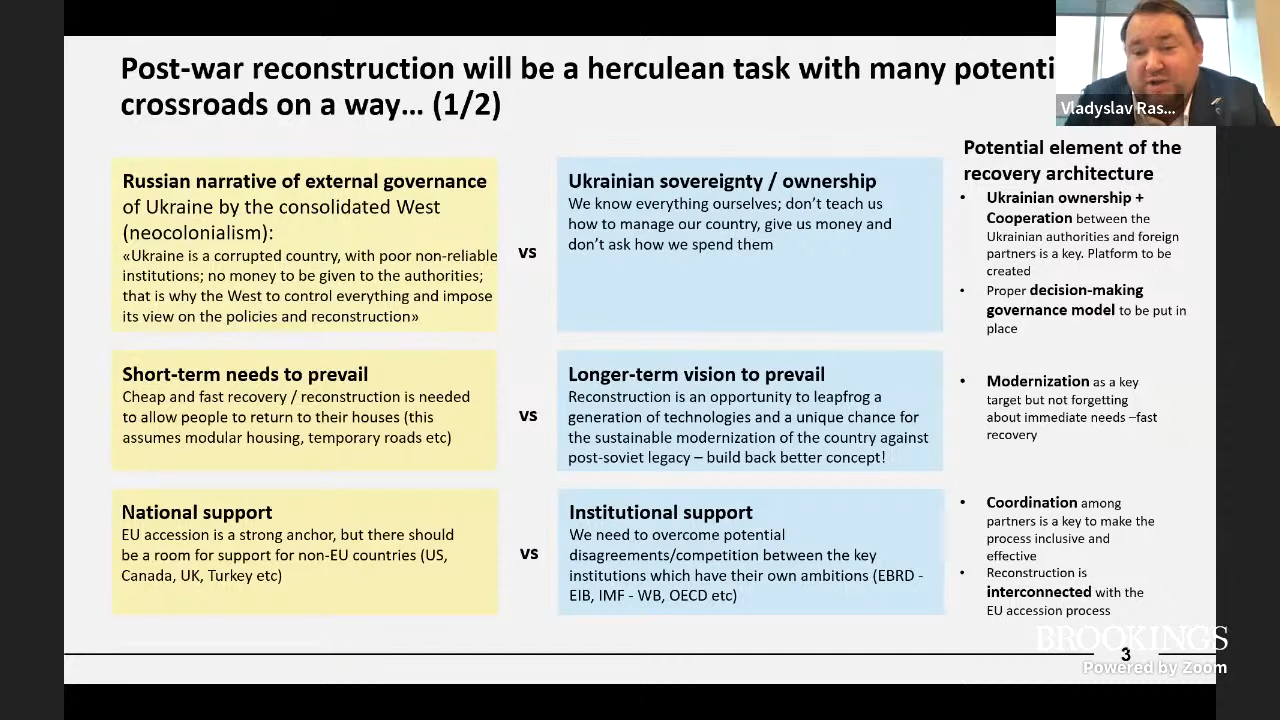 Post-war reconstruction will be a herculean task with many potenti
crossroads on a way… (1/2)
Vladyslav Ras...
Russian narrative of external governance
of Ukraine by the consolidated West
(neocolonialism):
«Ukraine is a corrupted country, with poor non-reliable
institutions; no money to be given to the authorities;
that is why the West to control everything and impose
its view on the policies and reconstruction»
vs
Ukrainian sovereignty / ownership
We know everything ourselves; don’t teach us
how to manage our country, give us money and
don’t ask how we spend them
Potential element of the
recovery architecture
• Ukrainian ownership +
Cooperation between the
Ukrainian authorities and foreign
partners is a key. Platform to be
created
• Proper decision-making
governance model to be put in
place
Short-term needs to prevail
Cheap and fast recovery / reconstruction is needed
to allow people to return to their houses (this
assumes modular housing, temporary roads etc)
vs
Longer-term vision to prevail
Reconstruction is an opportunity to leapfrog a
generation of technologies and a unique chance for
the sustainable modernization of the country against
post-soviet legacy – build back better concept!
• Modernization as a key
target but not forgetting
about immediate needs –fast
recovery
National support
EU accession is a strong anchor, but there should
be a room for support for non-EU countries (US,
Canada, UK, Turkey etc)
vs
Institutional support
We need to overcome potential
disagreements/competition between the key
institutions which have their own ambitions (EBRD -
EIB, IMF - WB, OECD etc)
• Coordination among
partners is a key to make the
process inclusive and
effective
• Reconstruction is
interconnected with the
EU accession process
BROOKINGS
3
Powered by Zoom